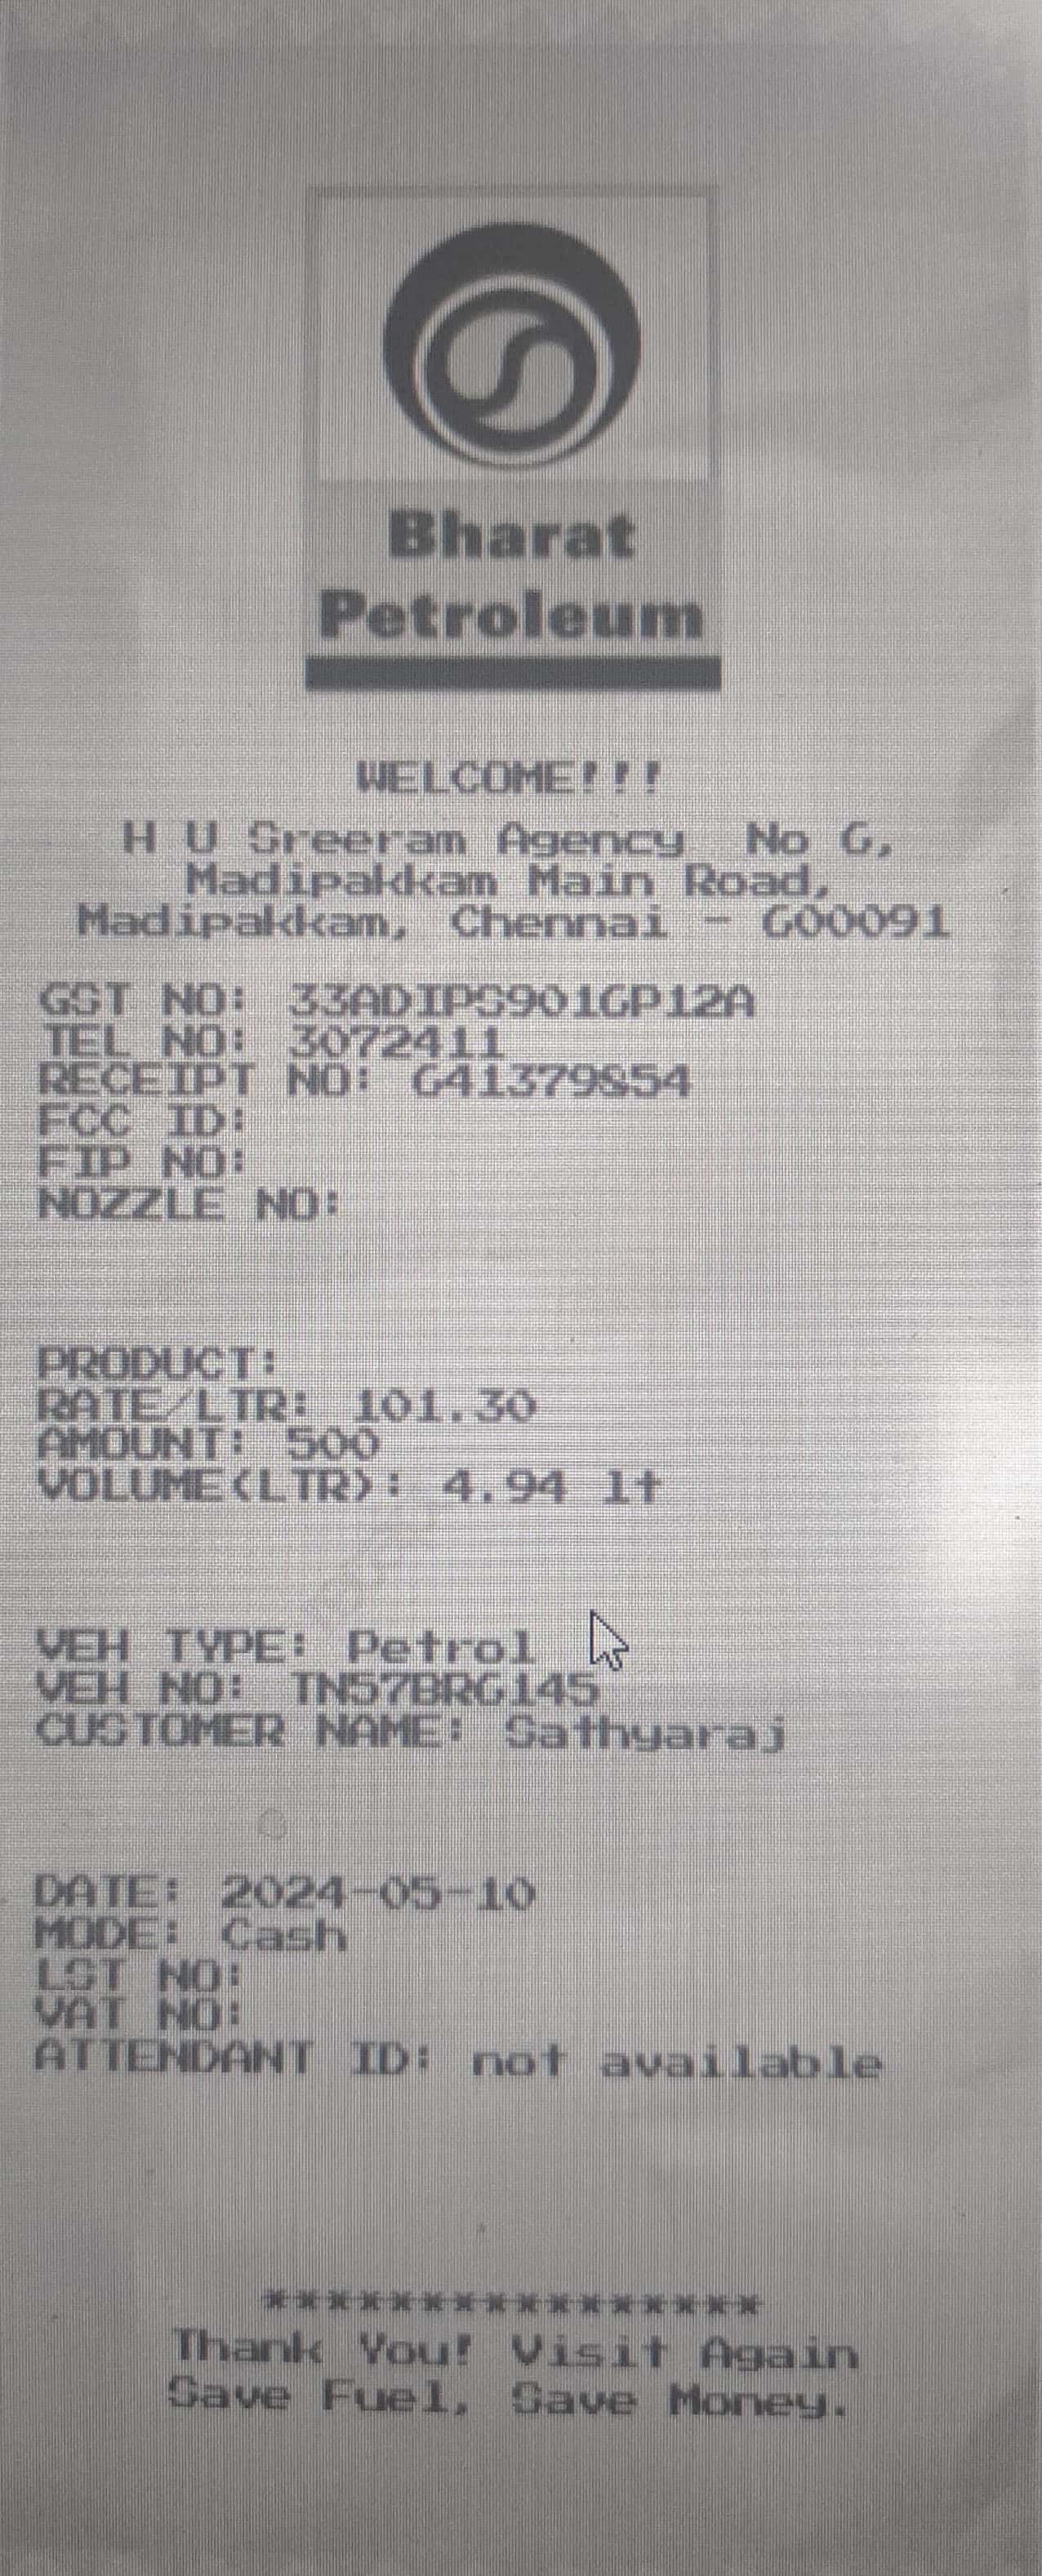 Bharat
Petroleum
WELCOME!!!
H U Sreeram Agency No 6,
Madipakkam Main Road,
Madipakkam, Chennai - 600091
GST NO: 33ADIPS9016P12A
TEL NO: 3072411
RECEIPT NO: 641379854
FCC ID:
FIP NO:
NOZZLE NO:
PRODUCT:
RATE/LTR: 101.30
AMOUNT: 500
VOLUME(LTR): 4.94 lt
VEH TYPE: Petrol
VEH NO: TN57BR6145
CUSTOMER NAME: Sathyaraj
DATE: 2024-05-10
MODE: Cash
LST NO:
VAT NO:
ATTENDANT ID: not available
****************
Thank You! Visit Again
Save Fuel, Save Money.